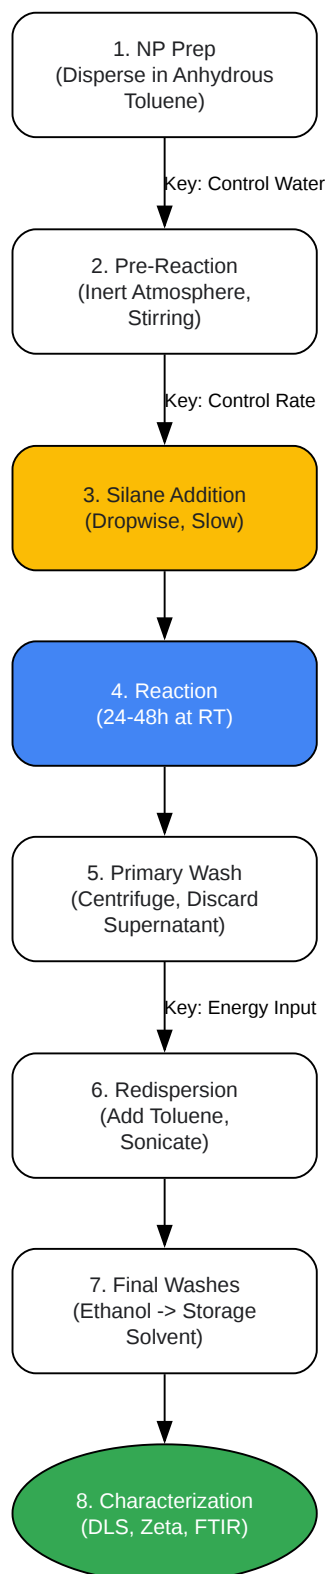 1. NP Prep
(Disperse in Anhydrous
Toluene)
Key: Control Water
2. Pre-Reaction
(Inert Atmosphere,
Stirring)
Key: Control Rate
3. Silane Addition
(Dropwise, Slow)
4. Reaction
(24-48h at RT)
5. Primary Wash
(Centrifuge, Discard
Supernatant)
Key: Energy Input
6. Redispersion
(Add Toluene,
Sonicate)
7. Final Washes
(Ethanol -> Storage
Solvent)
8. Characterization
(DLS, Zeta, FTIR)